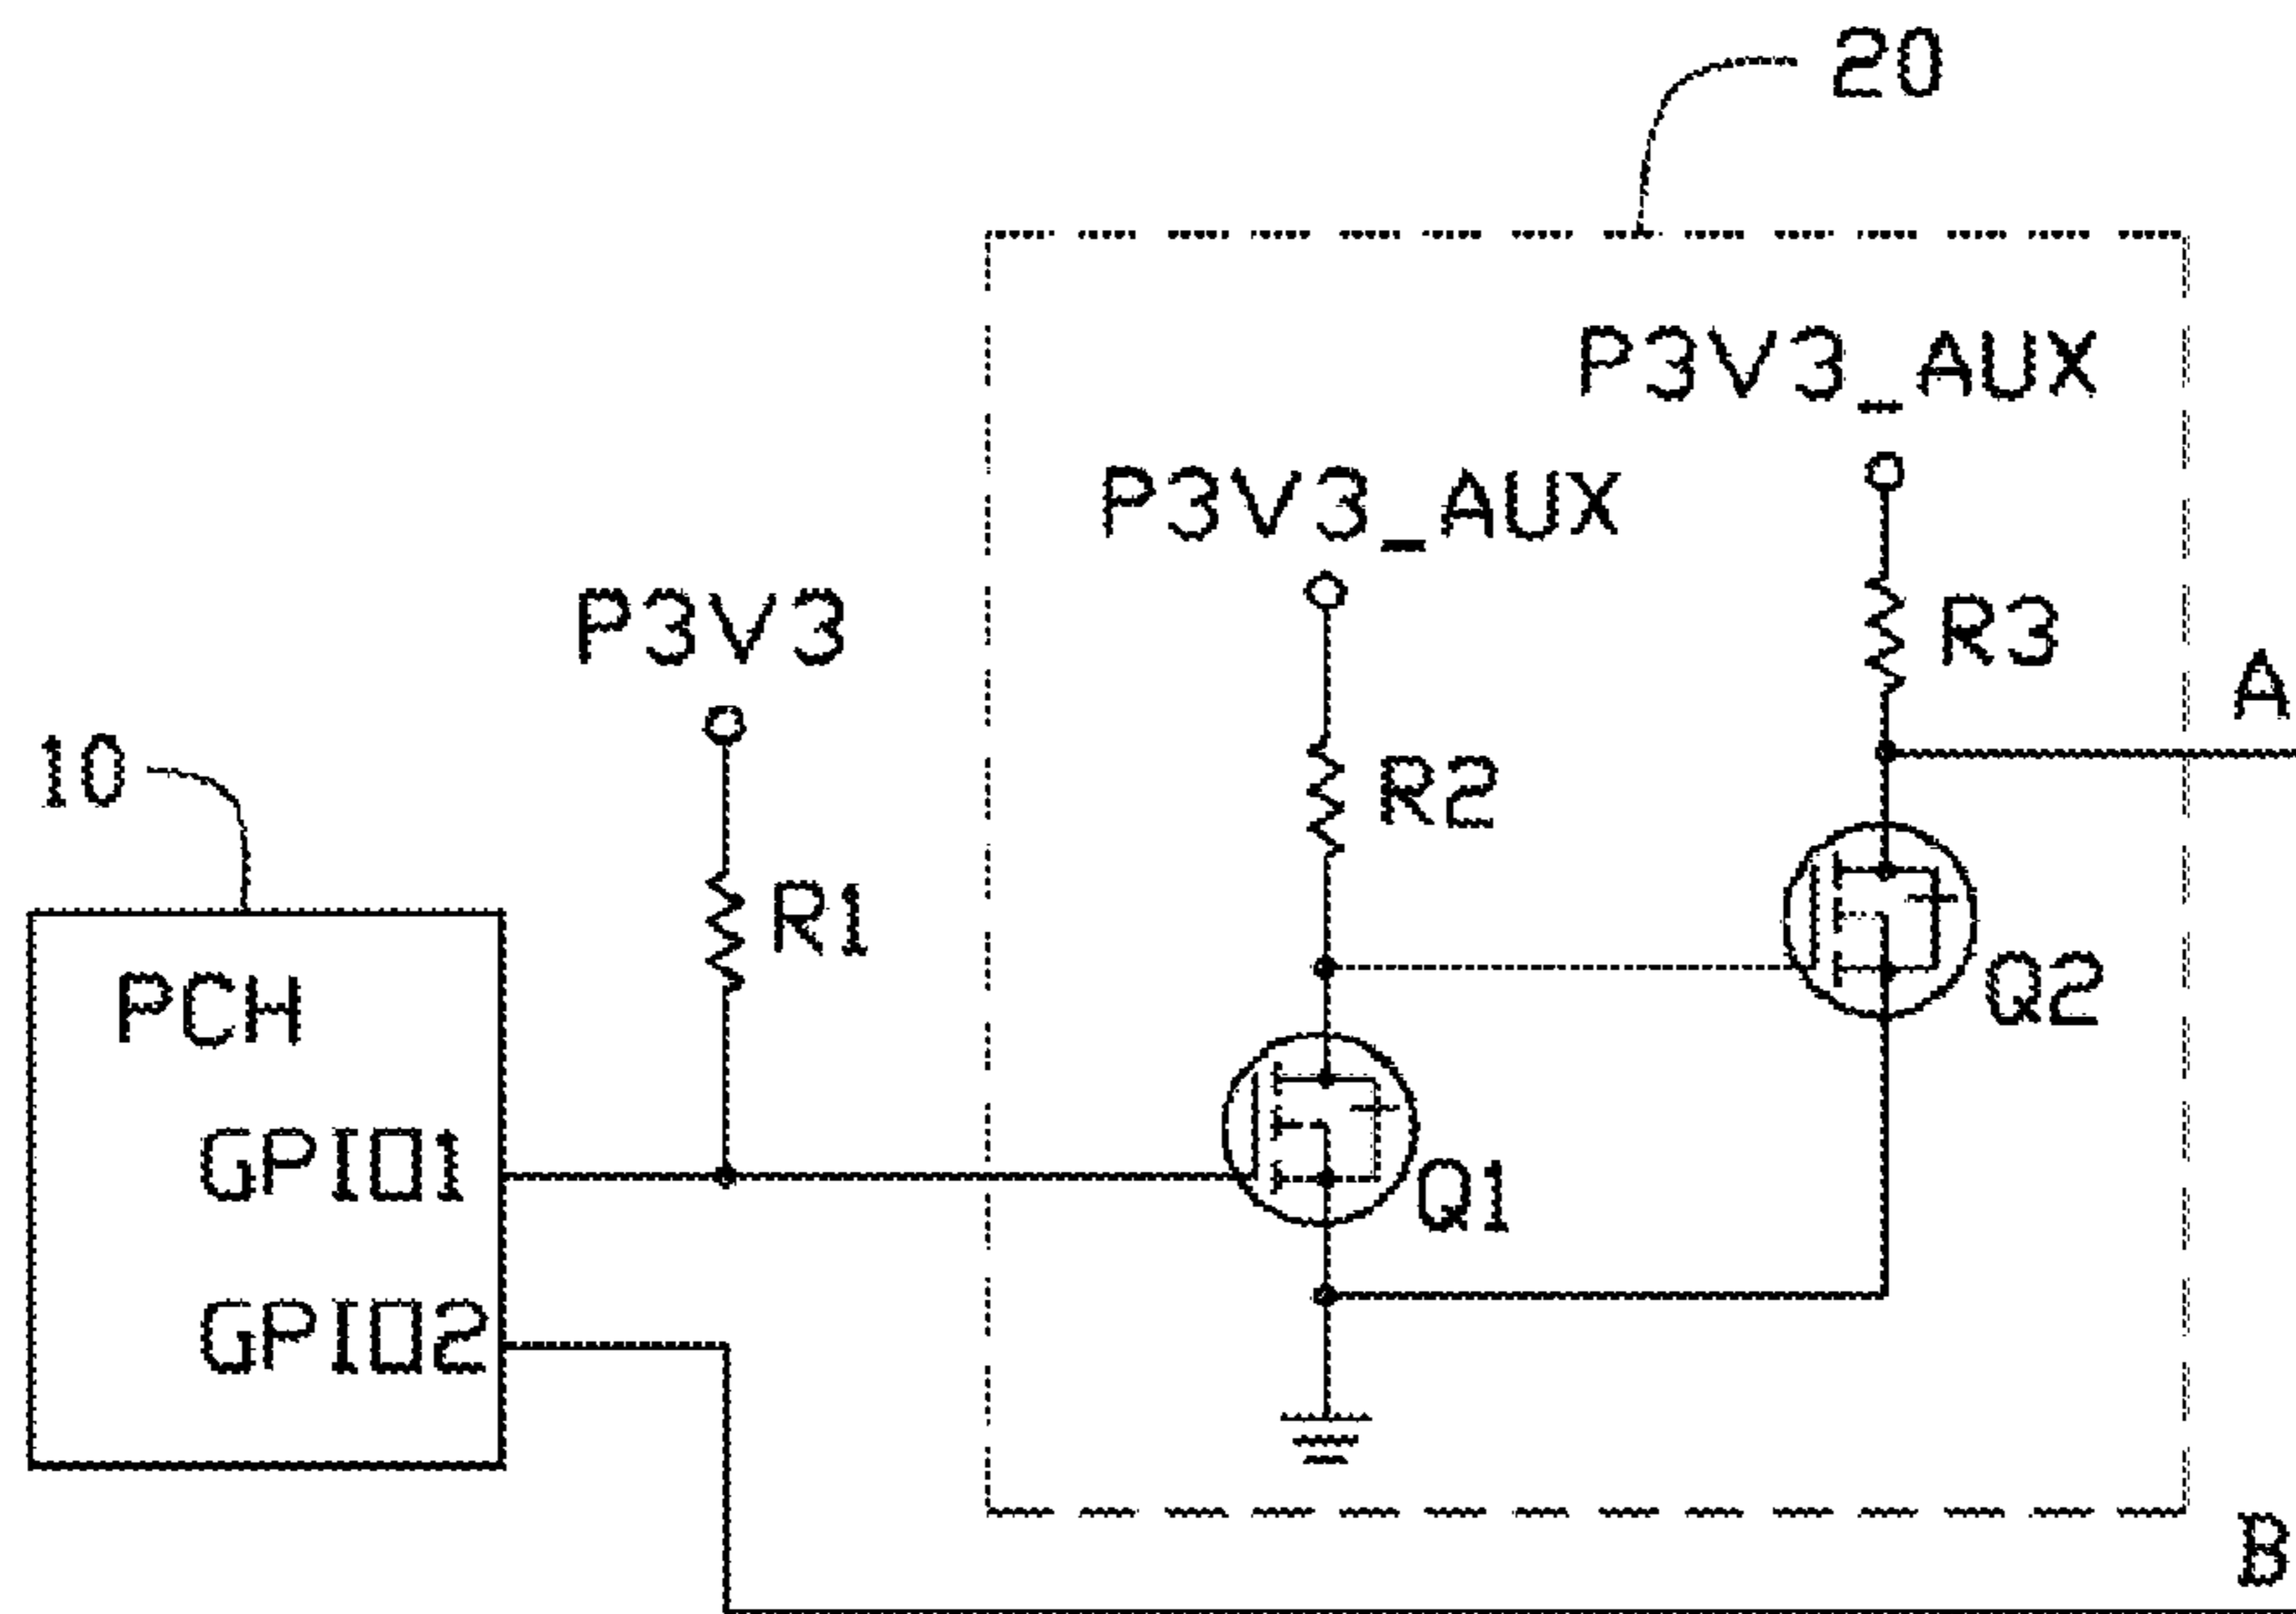 20
P3V3_AUX
P3V3_AUX
P3V3
R3
A
10
R2
R1
PCH
Q2
GPIO1
Q1
GPIO2
B